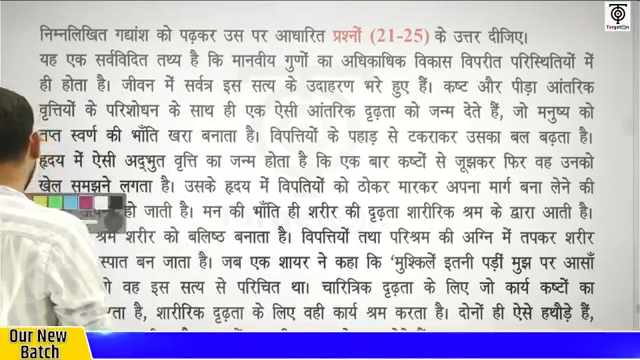 निम्नलिखित गद्यांश को पढ़कर उस पर आधारित प्रश्नों (21-25) के उत्तर दीजिए।
यह एक सर्वविदित तथ्य है कि मानवीय गुणों का अधिकाधिक विकास विपरीत परिस्थितियों में
ही होता है। जीवन में सर्वत्र इस सत्य के उदाहरण भरे हुए हैं। कष्ट और पीड़ा आंतरिक
वृत्तियों के परिशोधन के साथ ही एक ऐसी आंतरिक दृढ़ता को जन्म देते हैं, जो मनुष्य को
तप्त स्वर्ण की भाँति खरा बनाता है। विपत्तियों के पहाड़ से टकराकर उसका बल बढ़ता है।
हृदय में ऐसी अद्भुत वृत्ति का जन्म होता है कि एक बार कष्टों से जूझकर फिर वह उनको
खेल समझने लगता है। उसके हृदय में विपतियों को ठोकर मारकर अपना मार्ग बना लेने की
हो जाती है। मन की भाँति ही शरीर की दृढ़ता शारीरिक श्रम के द्वारा आती है।
श्रम शरीर को बलिष्ठ बनाता है। विपत्तियों तथा परिश्रम की अग्नि में तपकर शरीर
स्पात बन जाता है। जब एक शायर ने कहा कि 'मुश्किलें इतनी पड़ीं मुझ पर आसाँ
वह इस सत्य से परिचित था। चारित्रिक दृढ़ता के लिए जो कार्य कष्टों का
है, शारीरिक दृढ़ता के लिए वही कार्य श्रम करता है। दोनों ही ऐसे हथौड़े हैं,
Target On
Our New
Batch